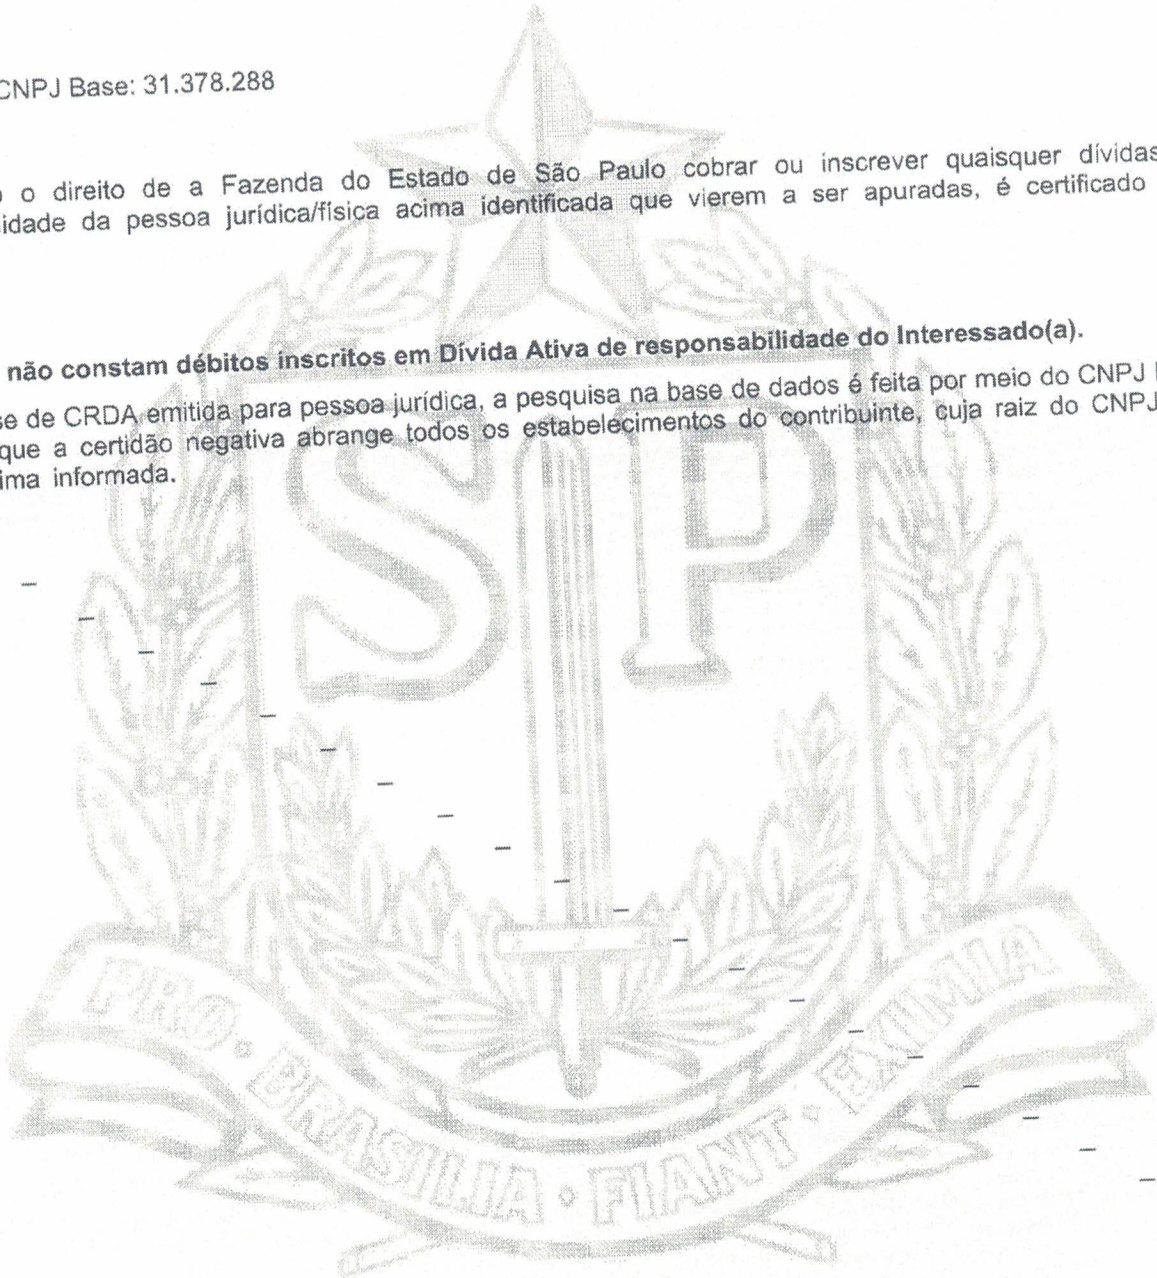 CNPJ Base: 31.378.288
o direito de a Fazenda do Estado de São Paulo cobrar ou inscrever quaisquer dívidas
idade da pessoa jurídica/física acima identificada que vierem a ser apuradas, é certificado
não constam débitos inscritos em Dívida Ativa de responsabilidade do Interessado(a).
se de CRDA emitida para pessoa jurídica, a pesquisa na base de dados é feita por meio do CNPJ
que a certidão negativa abrange todos os estabelecimentos do contribuinte, cuja raiz do CNPJ
ima informada.
SP
PRO · BRASILIA · FIANT · EXIMIA